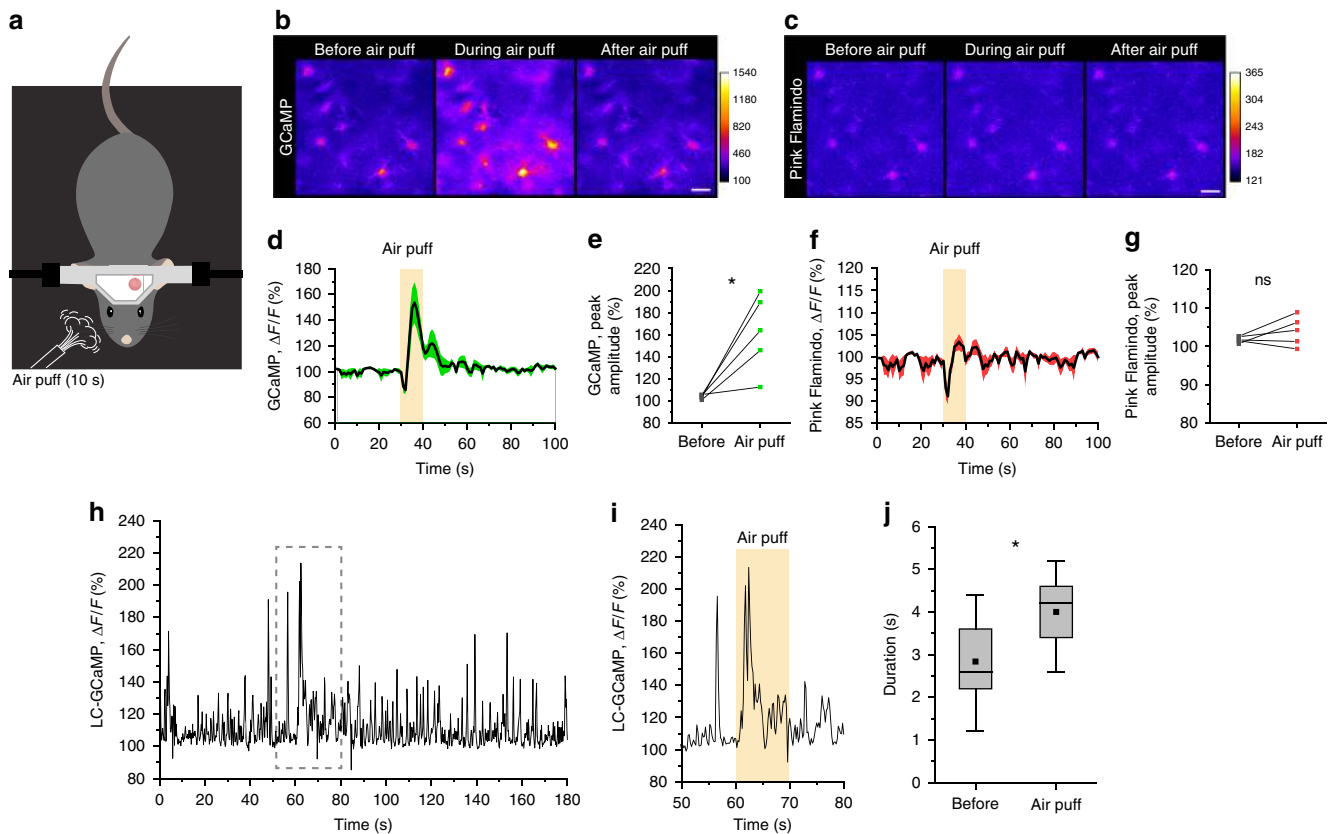 a
Air puff (10 s)
b
Before air puff During air puff After air puff
GCaMP
1540
1180
820
460
100
c
Before air puff During air puff After air puff
Pink Flamindo
365
304
243
182
121
d
Air puff
GCaMP, ΔF/F (%)
180
160
140
120
100
80
60
0 20 40 60 80 100
Time (s)
e
*
GCaMP, peak
amplitude (%)
220
200
180
160
140
120
100
80
Before Air puff
f
Air puff
Pink Flamindo, ΔF/F (%)
120
115
110
105
100
95
90
85
0 20 40 60 80 100
Time (s)
g
ns
Pink Flamindo, peak
amplitude (%)
120
110
100
90
80
Before Air puff
h
LC-GCaMP, ΔF/F (%)
240
220
200
180
160
140
120
100
80
0 20 40 60 80 100 120 140 160 180
Time (s)
i
Air puff
LC-GCaMP, ΔF/F (%)
240
220
200
180
160
140
120
100
80
50 60 70 80
Time (s)
j
*
Duration (s)
6
5
4
3
2
1
0
Before Air puff